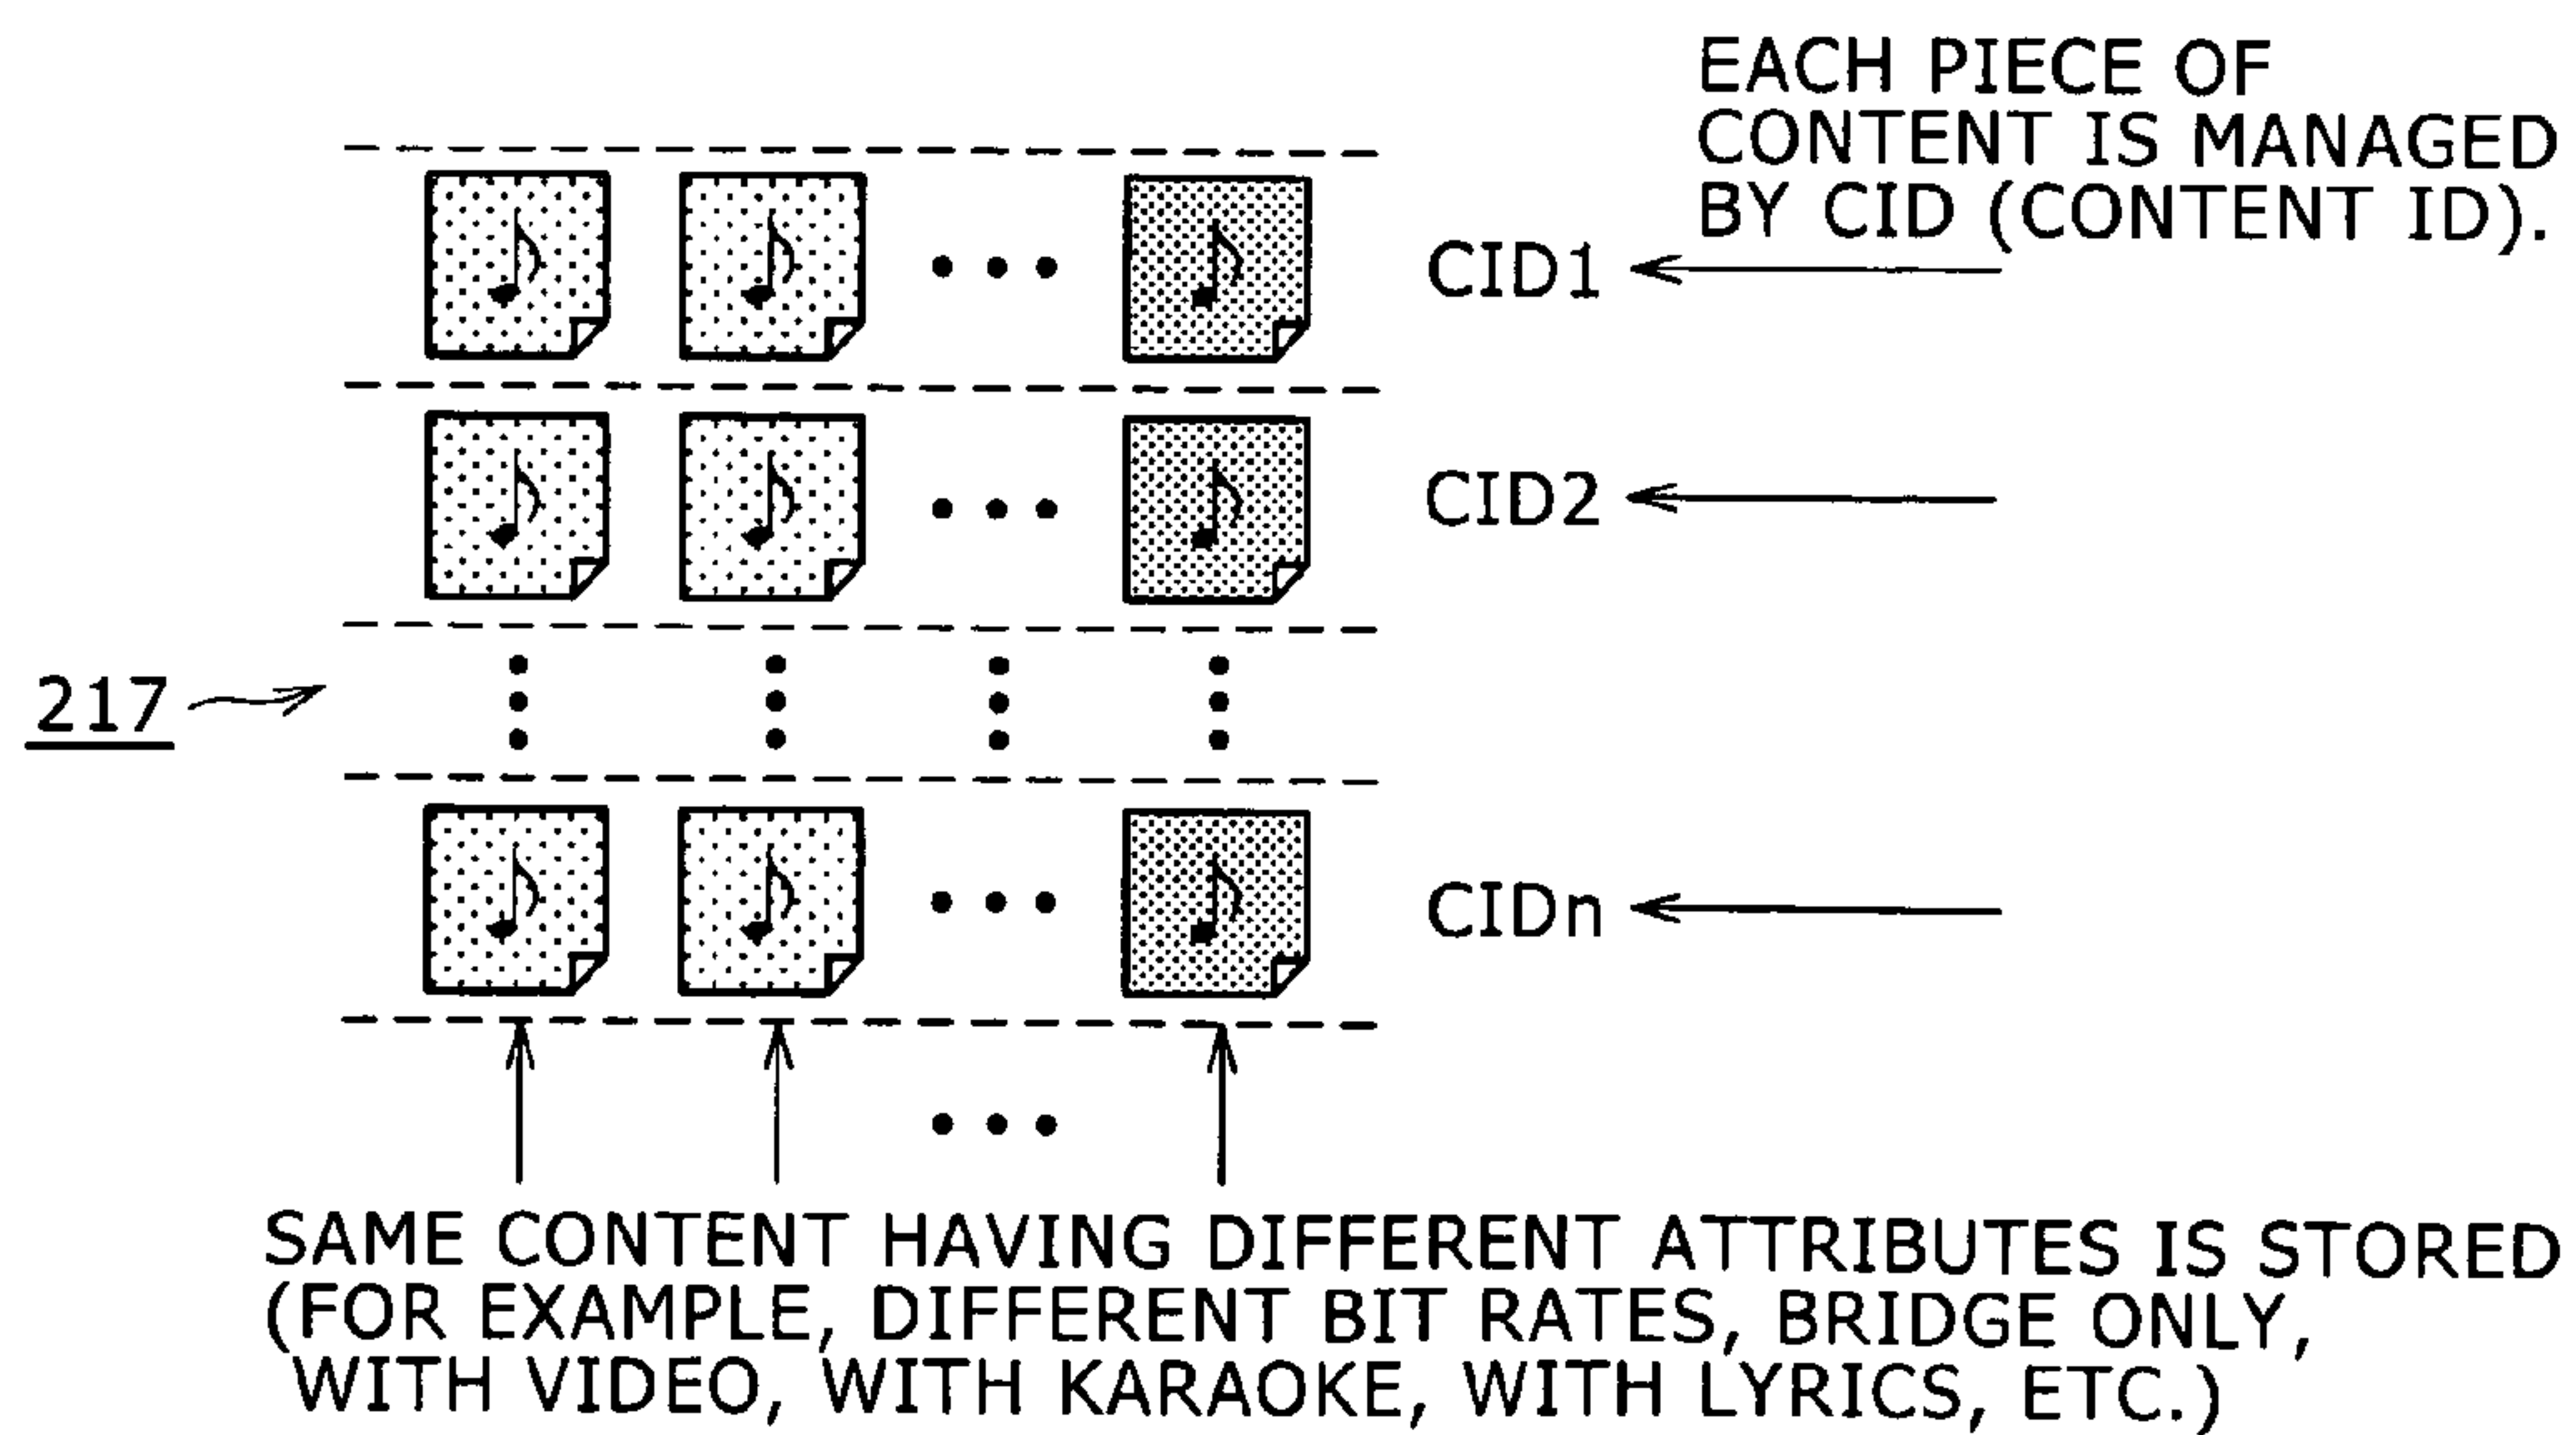 EACH PIECE OF
CONTENT IS MANAGED
BY CID (CONTENT ID).
CID1
CID2
217
CIDn
SAME CONTENT HAVING DIFFERENT ATTRIBUTES IS STORED
(FOR EXAMPLE, DIFFERENT BIT RATES, BRIDGE ONLY,
WITH VIDEO, WITH KARAOKE, WITH LYRICS, ETC.)